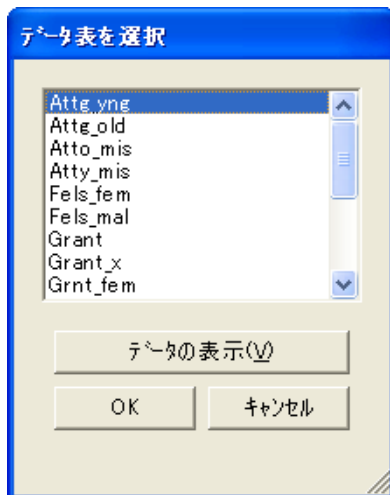 ﾃﾞｰﾀ表を選択
Attg_yng
Attg_old
Atto_mis
Atty_mis
Fels_fem
Fels_mal
Grant
Grant_x
Grnt_fem
ﾃﾞｰﾀの表示(V)
OK
ｷｬﾝｾﾙ